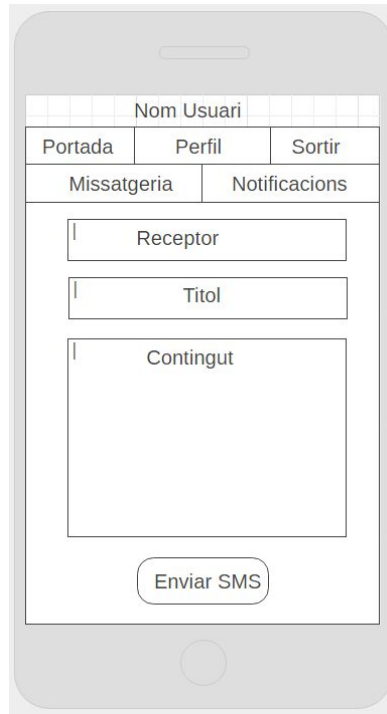 Nom Usuari
Portada Perfil Sortir
Missatgeria Notificacions
Receptor
Titol
Contingut
Enviar SMS